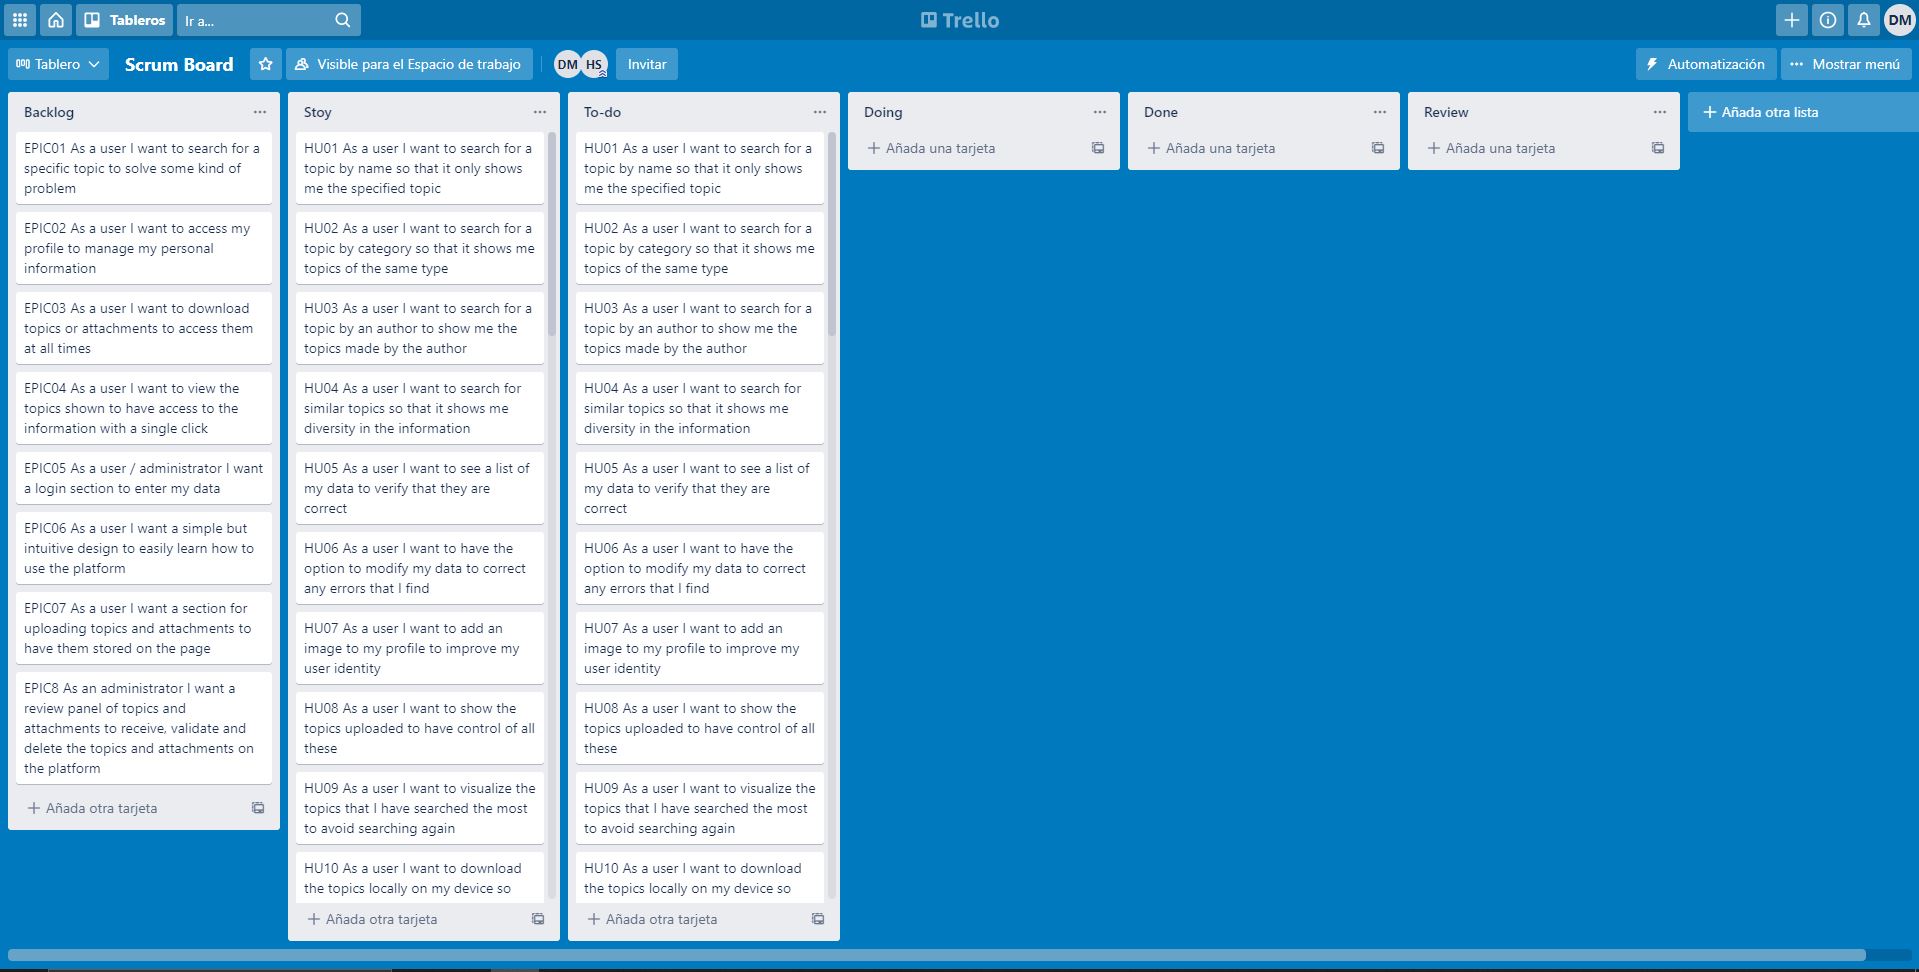 Tableros
Ir a...
Trello
DM
Tablero
Scrum Board
Visible para el Espacio de trabajo
DM
HS
Invitar
Automatización
Mostrar menú
Backlog
EPIC01 As a user I want to search for a
specific topic to solve some kind of
problem
EPIC02 As a user I want to access my
profile to manage my personal
information
EPIC03 As a user I want to download
topics or attachments to access them
at all times
EPIC04 As a user I want to view the
topics shown to have access to the
information with a single click
EPIC05 As a user / administrator I want
a login section to enter my data
EPIC06 As a user I want a simple but
intuitive design to easily learn how to
use the platform
EPIC07 As a user I want a section for
uploading topics and attachments to
have them stored on the page
EPIC8 As an administrator I want a
review panel of topics and
attachments to receive, validate and
delete the topics and attachments on
the platform
+ Añada otra tarjeta
Stoy
HU01 As a user I want to search for a
topic by name so that it only shows
me the specified topic
HU02 As a user I want to search for a
topic by category so that it shows me
topics of the same type
HU03 As a user I want to search for a
topic by an author to show me the
topics made by the author
HU04 As a user I want to search for
similar topics so that it shows me
diversity in the information
HU05 As a user I want to see a list of
my data to verify that they are
correct
HU06 As a user I want to have the
option to modify my data to correct
any errors that I find
HU07 As a user I want to add an
image to my profile to improve my
user identity
HU08 As a user I want to show the
topics uploaded to have control of all
these
HU09 As a user I want to visualize the
topics that I have searched the most
to avoid searching again
HU10 As a user I want to download
the topics locally on my device so
+ Añada otra tarjeta
To-do
HU01 As a user I want to search for a
topic by name so that it only shows
me the specified topic
HU02 As a user I want to search for a
topic by category so that it shows me
topics of the same type
HU03 As a user I want to search for a
topic by an author to show me the
topics made by the author
HU04 As a user I want to search for
similar topics so that it shows me
diversity in the information
HU05 As a user I want to see a list of
my data to verify that they are
correct
HU06 As a user I want to have the
option to modify my data to correct
any errors that I find
HU07 As a user I want to add an
image to my profile to improve my
user identity
HU08 As a user I want to show the
topics uploaded to have control of all
these
HU09 As a user I want to visualize the
topics that I have searched the most
to avoid searching again
HU10 As a user I want to download
the topics locally on my device so
+ Añada otra tarjeta
Doing
+ Añada una tarjeta
Done
+ Añada una tarjeta
Review
+ Añada una tarjeta
+ Añada otra lista